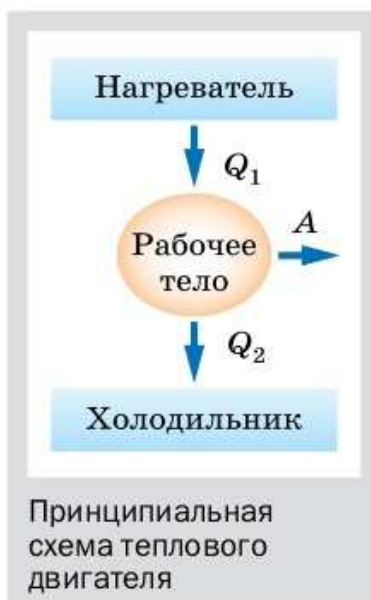 Нагреватель
Q₁
A
Рабочее
тело
Q₂
Холодильник
Принципиальная
схема теплового
двигателя